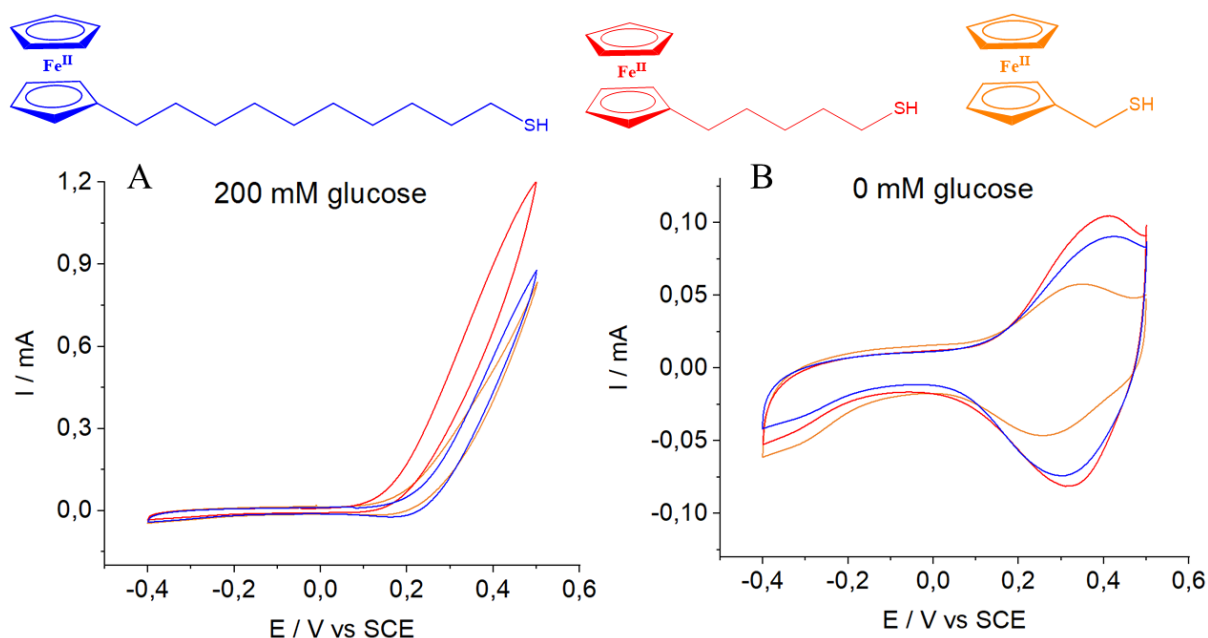 Fe^II
SH
Fe^II
SH
Fe^II
SH
A
200 mM glucose
1,2
0,9
0,6
0,3
0,0
I / mA
-0,4 -0,2 0,0 0,2 0,4 0,6
E / V vs SCE
B
0 mM glucose
0,10
0,05
0,00
-0,05
-0,10
I / mA
-0,4 -0,2 0,0 0,2 0,4 0,6
E / V vs SCE